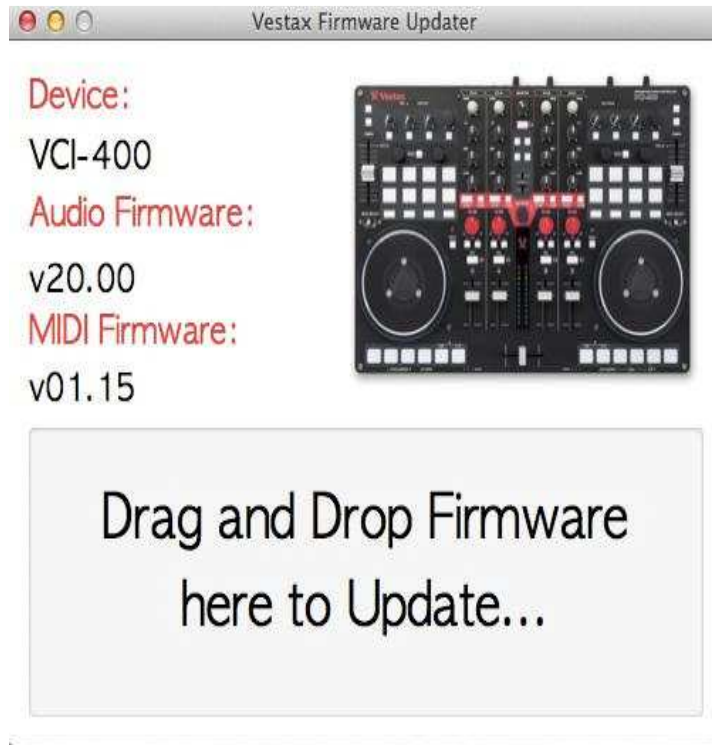 Vestax Firmware Updater
Device:
VCI-400
Audio Firmware:
v20.00
MIDI Firmware:
v01.15
Drag and Drop Firmware
here to Update...